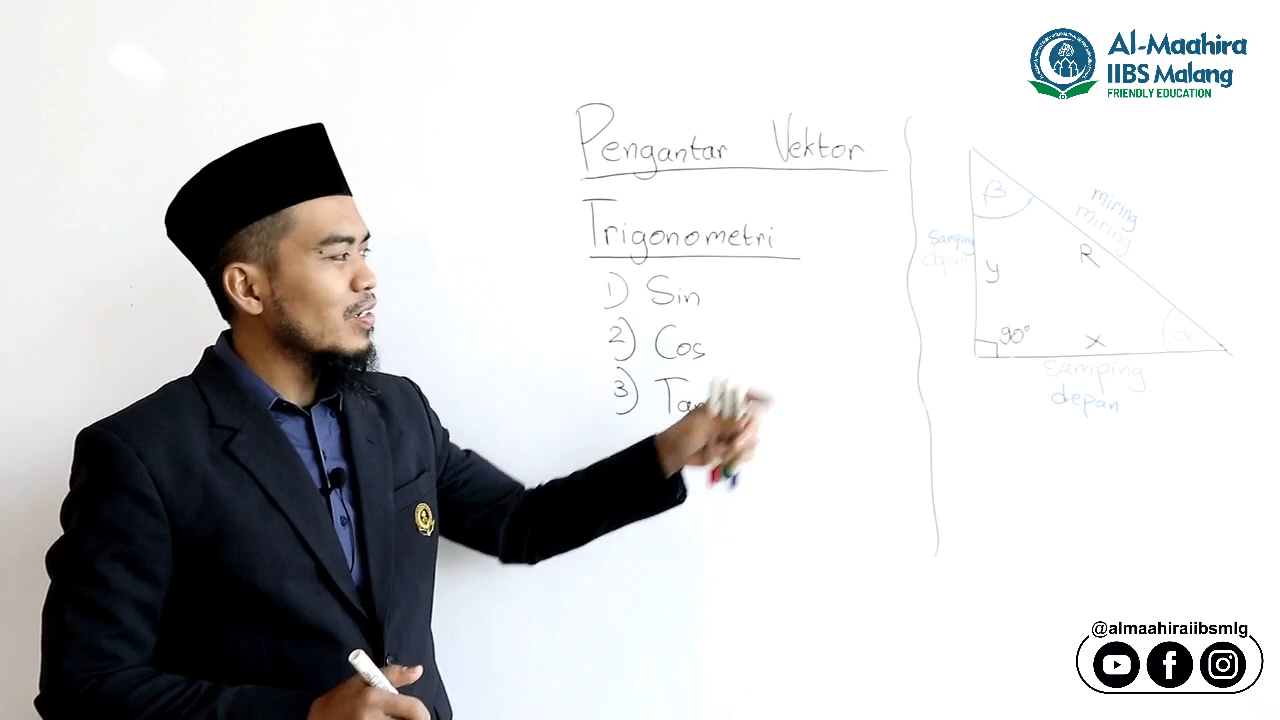 Al-Maahira
IIBS Malang
FRIENDLY EDUCATION
Pengantar Vektor
Trigonometri
1) Sin
2) Cos
3) Tan
β
miring
miring
samping
depan
R
y
90°
x
α
samping
depan
@almaahiraiibsmlg